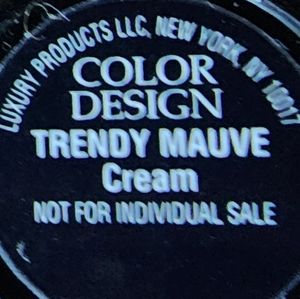 LUXURY PRODUCTS LLC, NEW YORK, NY 10017
COLOR
DESIGN
TRENDY MAUVE
Cream
NOT FOR INDIVIDUAL SALE